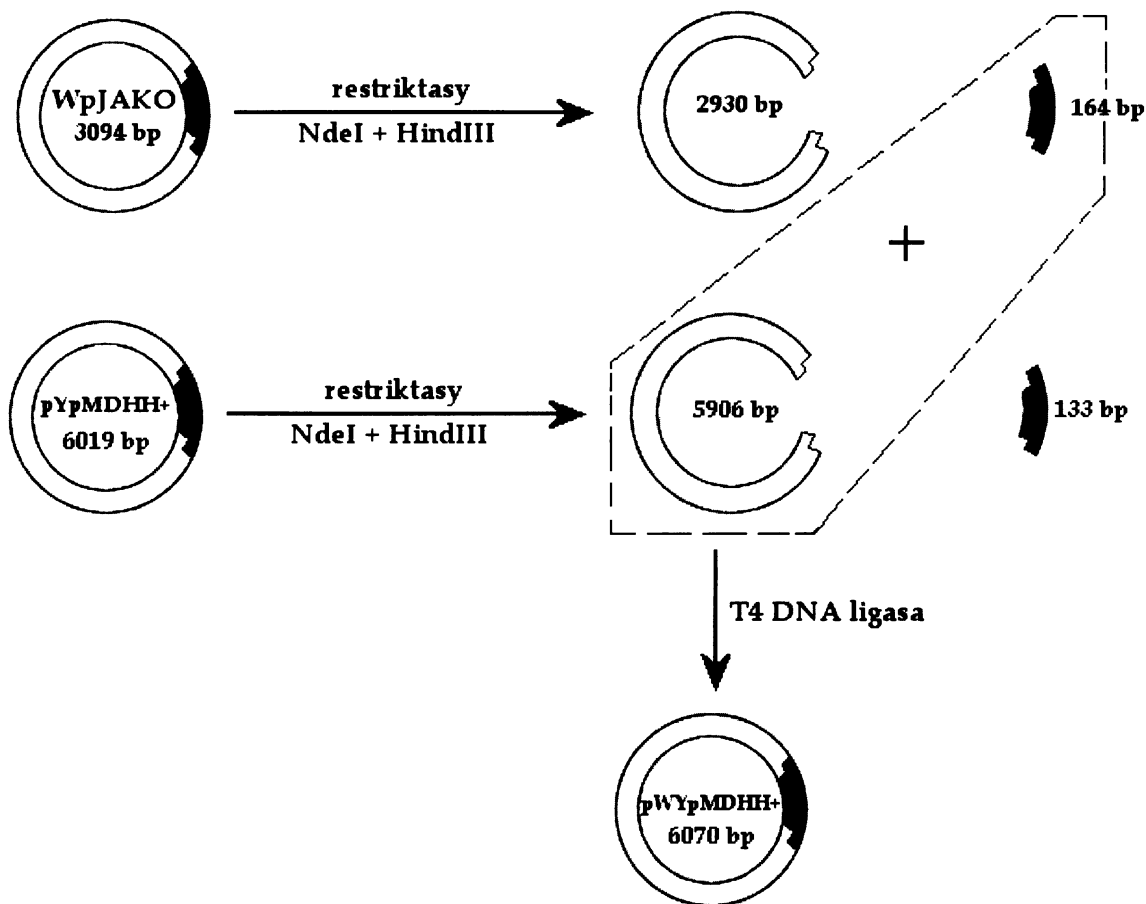 WpJAKO
3094 bp
restriktasy
NdeI + HindIII
2930 bp
164 bp
+
pYpMDHH+
6019 bp
restriktasy
NdeI + HindIII
5906 bp
133 bp
T4 DNA ligasa
pWYpMDHH+
6070 bp